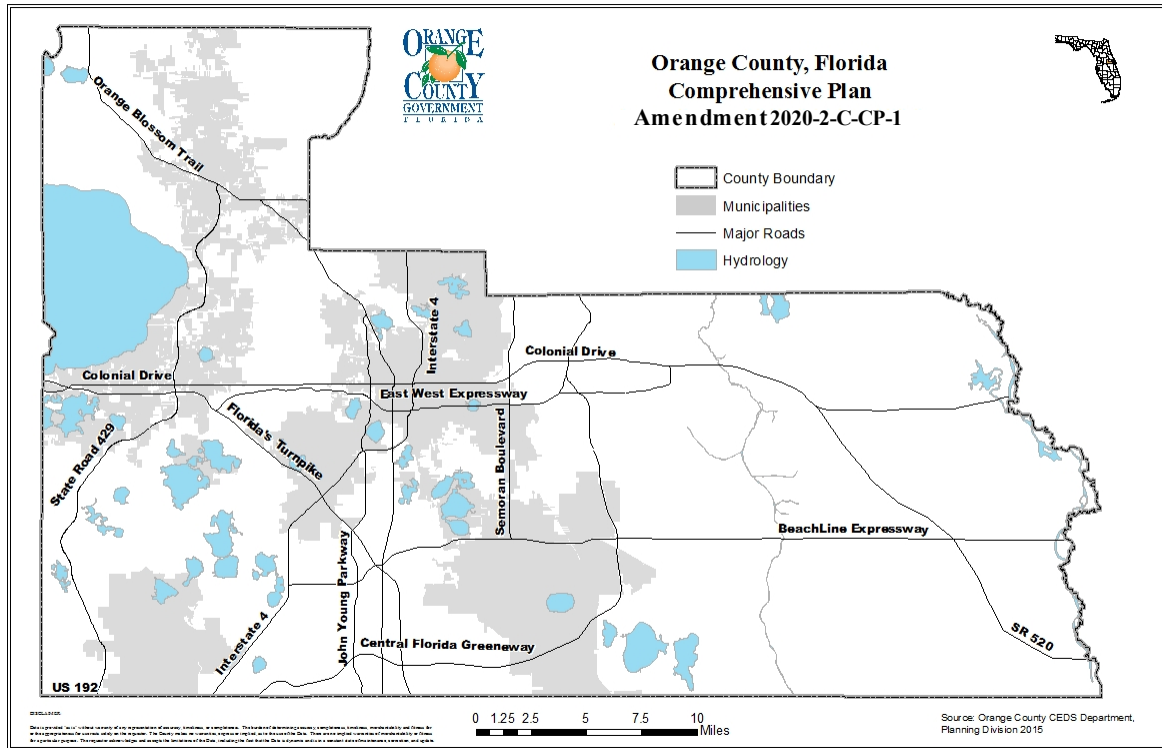 ORANGE
COUNTY
GOVERNMENT
FLORIDA
Orange County, Florida
Comprehensive Plan
Amendment 2020-2-C-CP-1
County Boundary
Municipalities
Major Roads
Hydrology
Orange Blossom Trail
Interstate 4
Colonial Drive
Colonial Drive
East West Expressway
Florida's Turnpike
State Road 429
Semoran Boulevard
BeachLine Expressway
John Young Parkway
Interstate 4
Central Florida Greeneway
SR 520
US 192
0 1.25 2.5 5 7.5 10
Miles
Source: Orange County CEDS Department,
Planning Division 2015